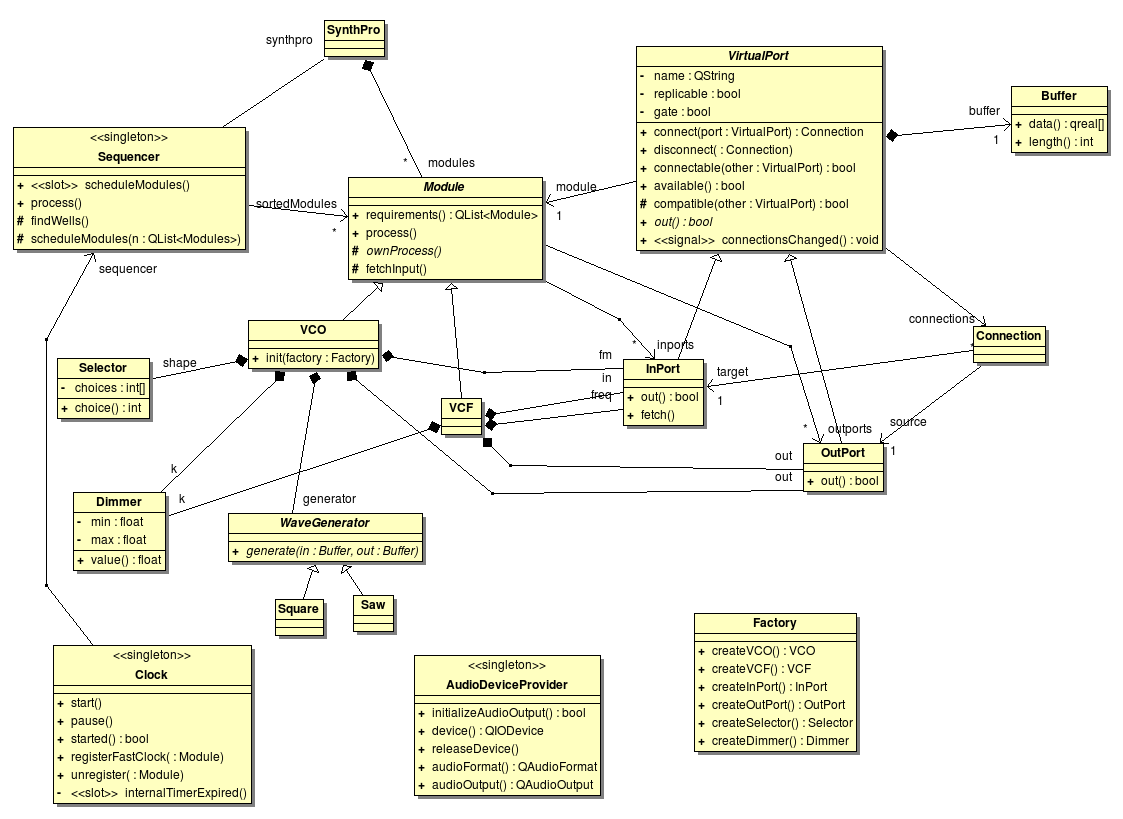 SynthPro
synthpro
VirtualPort
- name : QString
- replicable : bool
- gate : bool
+ connect(port : VirtualPort) : Connection
+ disconnect( : Connection)
+ connectable(other : VirtualPort) : bool
+ available() : bool
# compatible(other : VirtualPort) : bool
+ out() : bool
+ <<signal>> connectionsChanged() : void
Buffer
+ data() : qreal[]
+ length() : int
buffer
1
<<singleton>>
Sequencer
+ <<slot>> scheduleModules()
+ process()
# findWells()
# scheduleModules(n : QList<Modules>)
* modules
Module
+ requirements() : QList<Module>
+ process()
# ownProcess()
# fetchInput()
module
1
sortedModules
*
sequencer
VCO
+ init(factory : Factory)
connections
*
Connection
Selector
- choices : int[]
+ choice() : int
shape
* inports
fm
in
freq
InPort
+ out() : bool
+ fetch()
target
1
VCF
* outports
source
1
OutPort
+ out() : bool
out
out
k
k
Dimmer
- min : float
- max : float
+ value() : float
generator
WaveGenerator
+ generate(in : Buffer, out : Buffer)
Square
Saw
<<singleton>>
Clock
+ start()
+ pause()
+ started() : bool
+ registerFastClock( : Module)
+ unregister( : Module)
- <<slot>> internalTimerExpired()
<<singleton>>
AudioDeviceProvider
+ initializeAudioOutput() : bool
+ device() : QIODevice
+ releaseDevice()
+ audioFormat() : QAudioFormat
+ audioOutput() : QAudioOutput
Factory
+ createVCO() : VCO
+ createVCF() : VCF
+ createInPort() : InPort
+ createOutPort() : OutPort
+ createSelector() : Selector
+ createDimmer() : Dimmer